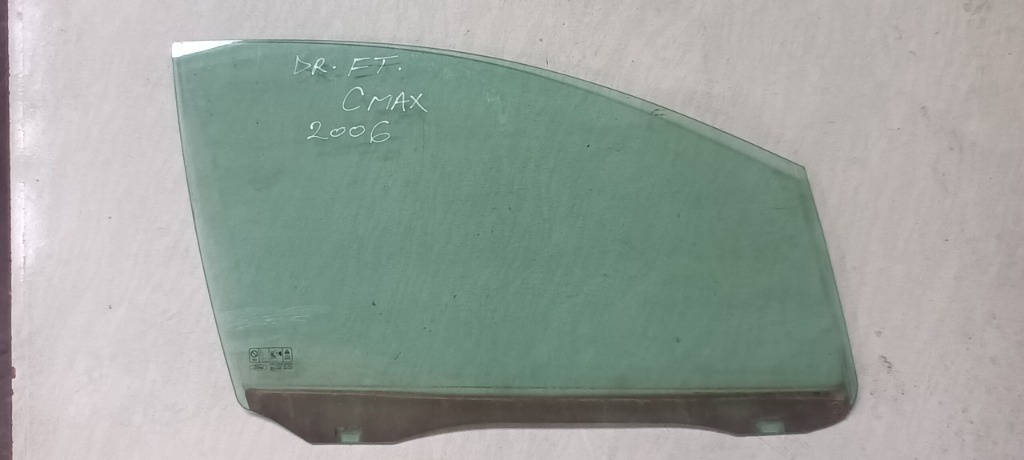 DR. FT.
CMAX
2006